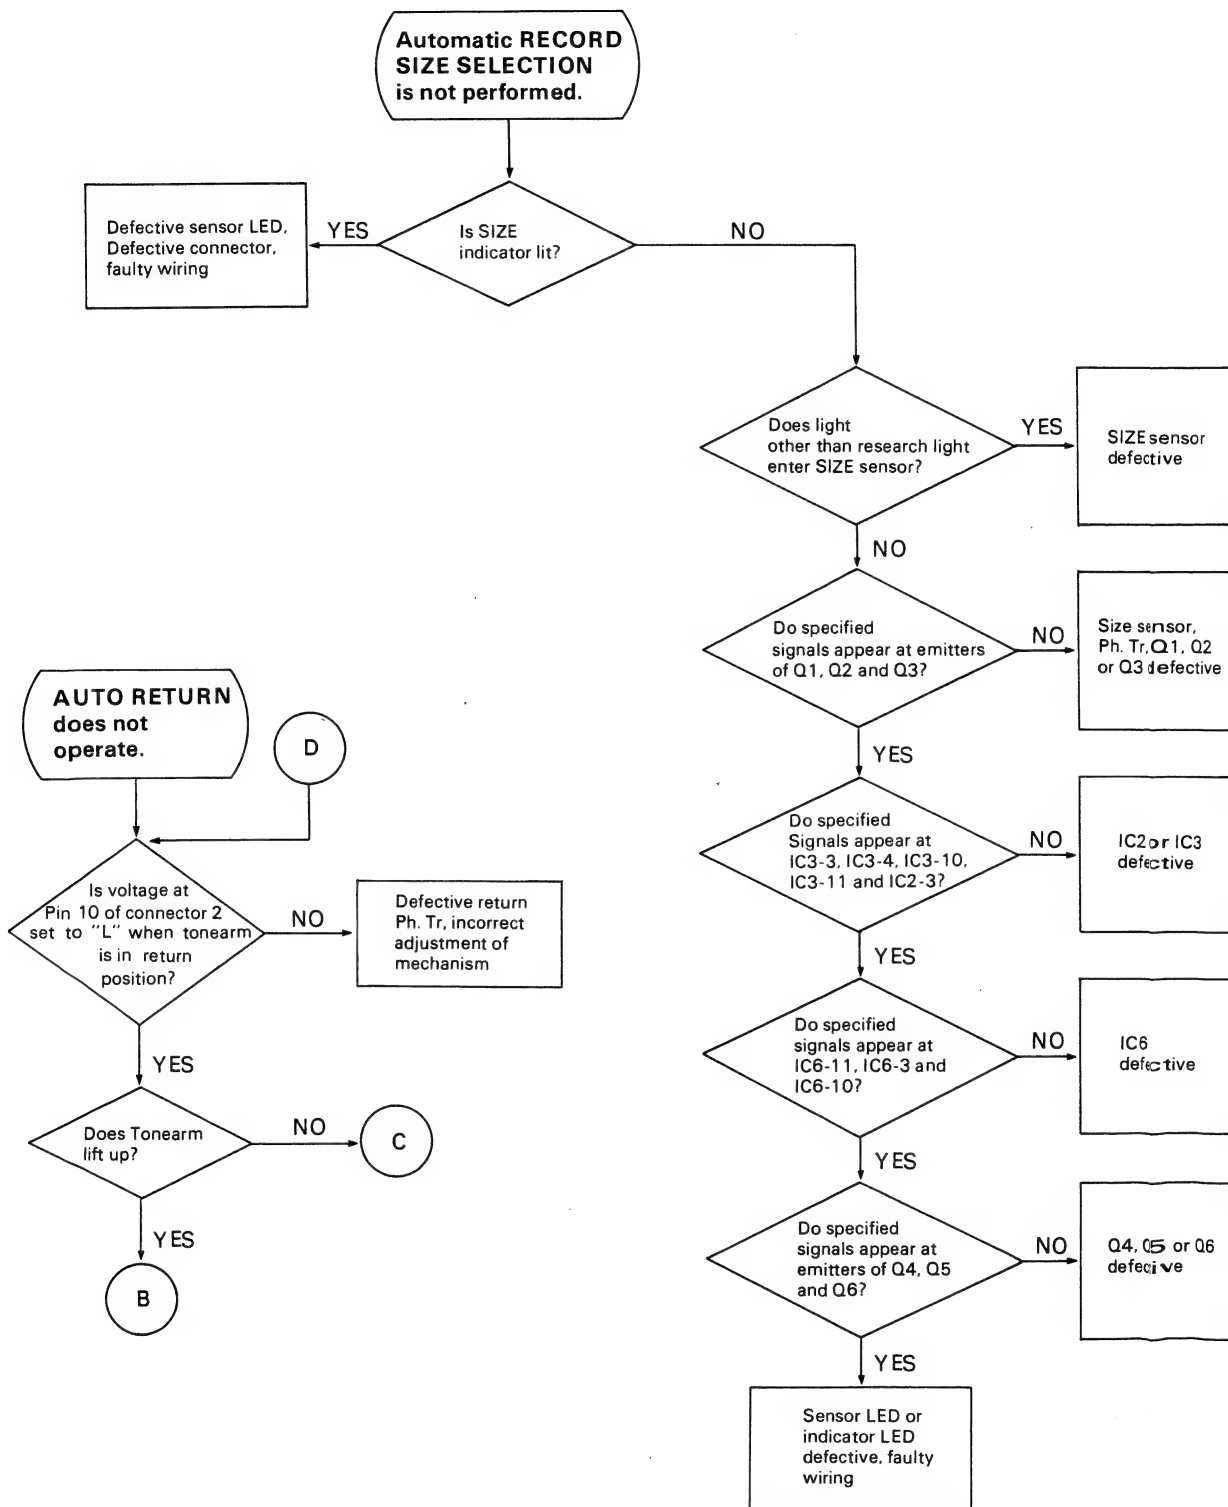 Automatic RECORD
SIZE SELECTION
is not performed.
Is SIZE
indicator lit?
YES
Defective sensor LED,
Defective connector,
faulty wiring
NO
Does light
other than research light
enter SIZE sensor?
YES
SIZE sensor
defective
NO
Do specified
signals appear at emitters
of Q1, Q2 and Q3?
NO
Size sensor,
Ph. Tr, Q1, Q2
or Q3 defective
YES
Do specified
Signals appear at
IC3-3, IC3-4, IC3-10,
IC3-11 and IC2-3?
NO
IC2 or IC3
defective
YES
Do specified
signals appear at
IC6-11, IC6-3 and
IC6-10?
NO
IC6
defective
YES
Do specified
signals appear at
emitters of Q4, Q5
and Q6?
NO
Q4, Q5 or Q6
defective
YES
Sensor LED or
indicator LED
defective, faulty
wiring
AUTO RETURN
does not
operate.
D
Is voltage at
Pin 10 of connector 2
set to "L" when tonearm
is in return
position?
NO
Defective return
Ph. Tr, incorrect
adjustment of
mechanism
YES
Does Tonearm
lift up?
NO
C
YES
B